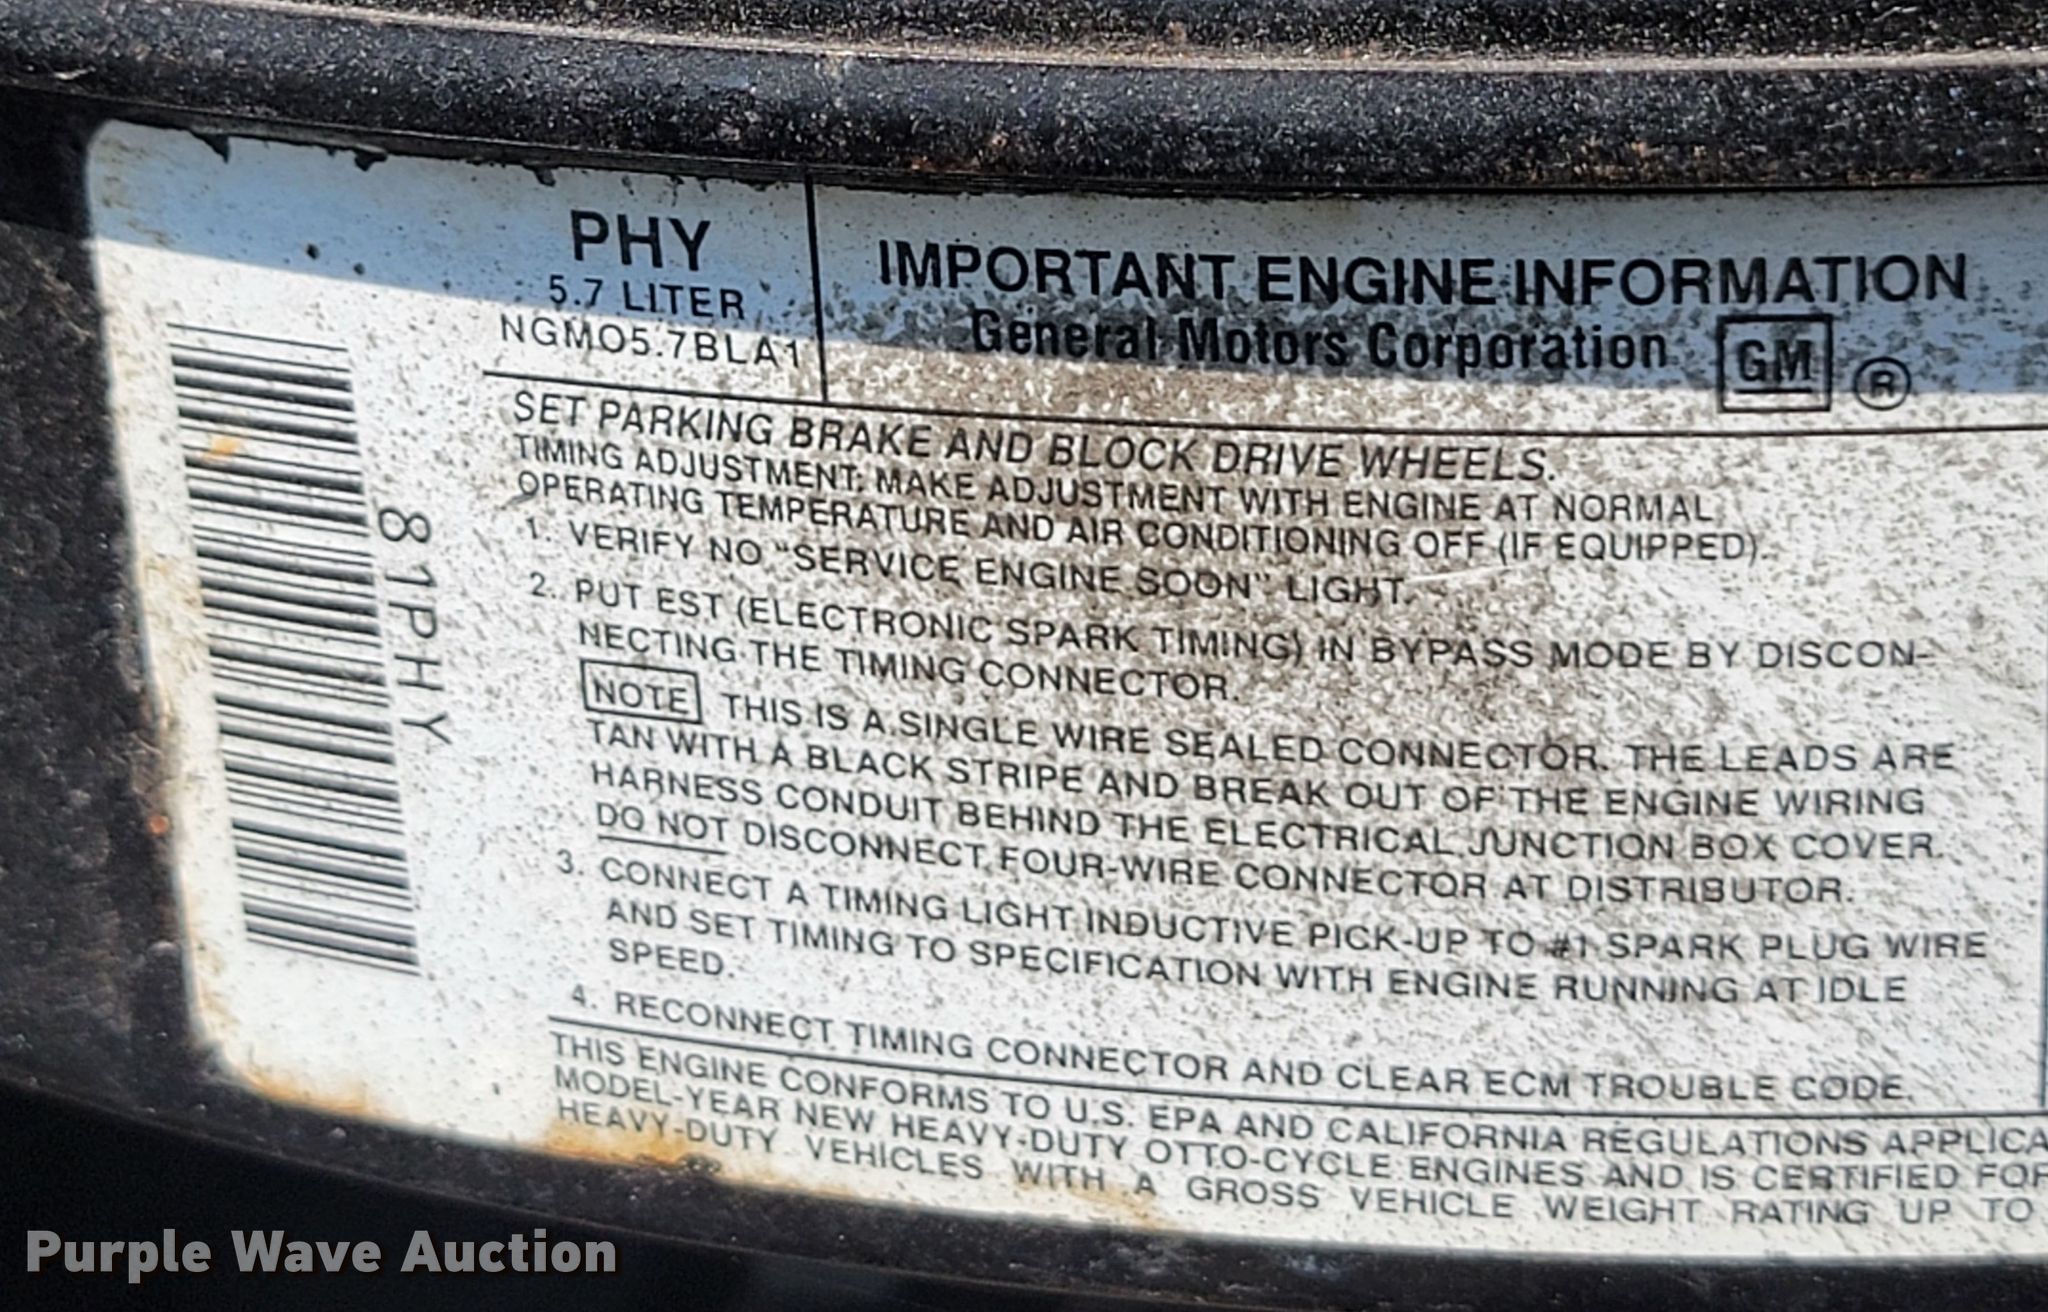 PHY
5.7 LITER
NGM05.7BLA1
IMPORTANT ENGINE INFORMATION
General Motors Corporation GM ®
81PHY
SET PARKING BRAKE AND BLOCK DRIVE WHEELS.
TIMING ADJUSTMENT: MAKE ADJUSTMENT WITH ENGINE AT NORMAL
OPERATING TEMPERATURE AND AIR CONDITIONING OFF (IF EQUIPPED).
1. VERIFY NO "SERVICE ENGINE SOON" LIGHT.
2. PUT EST (ELECTRONIC SPARK TIMING) IN BYPASS MODE BY DISCON-
NECTING THE TIMING CONNECTOR.
NOTE THIS IS A SINGLE WIRE SEALED CONNECTOR. THE LEADS ARE
TAN WITH A BLACK STRIPE AND BREAK OUT OF THE ENGINE WIRING
HARNESS CONDUIT BEHIND THE ELECTRICAL JUNCTION BOX COVER.
DO NOT DISCONNECT FOUR-WIRE CONNECTOR AT DISTRIBUTOR.
3. CONNECT A TIMING LIGHT INDUCTIVE PICK-UP TO #1 SPARK PLUG WIRE
AND SET TIMING TO SPECIFICATION WITH ENGINE RUNNING AT IDLE
SPEED.
4. RECONNECT TIMING CONNECTOR AND CLEAR ECM TROUBLE CODE.
THIS ENGINE CONFORMS TO U.S. EPA AND CALIFORNIA REGULATIONS APPLICA
MODEL-YEAR NEW HEAVY-DUTY OTTO-CYCLE ENGINES AND IS CERTIFIED FOR
HEAVY-DUTY VEHICLES WITH A GROSS VEHICLE WEIGHT RATING UP TO
Purple Wave Auction